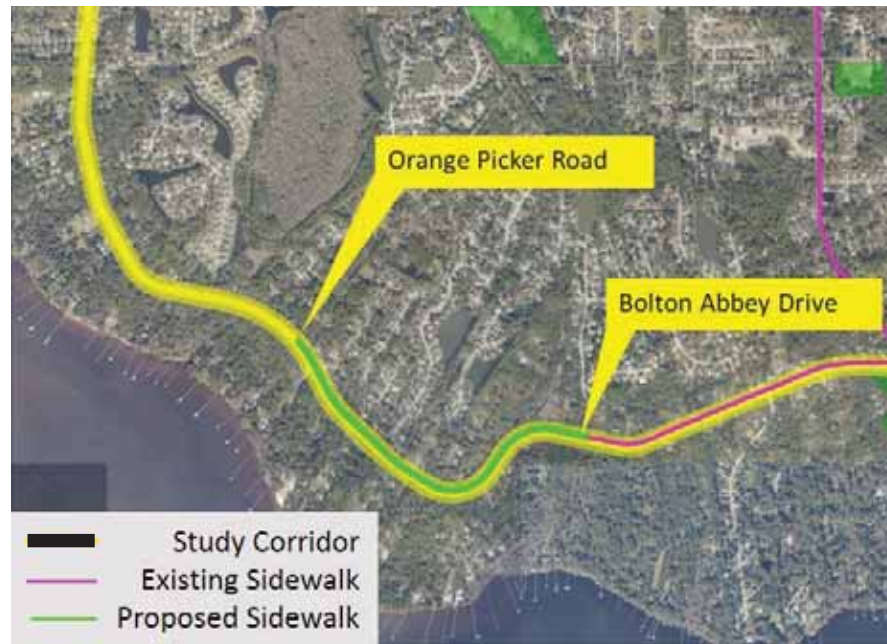 Orange Picker Road
Bolton Abbey Drive
Study Corridor
Existing Sidewalk
Proposed Sidewalk